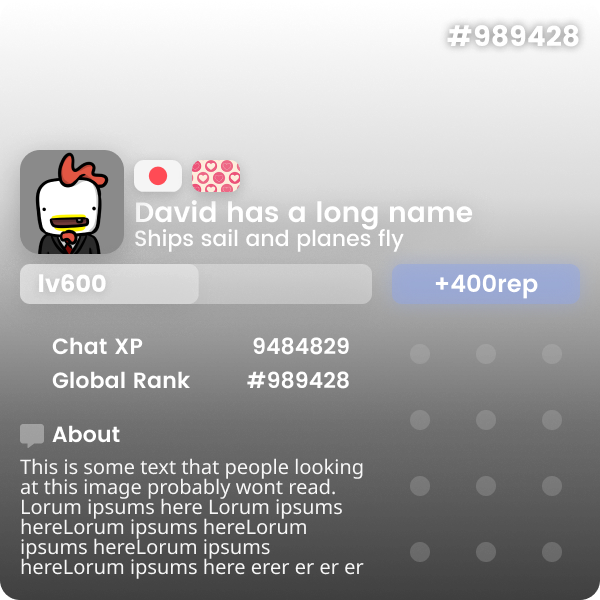 #989428
David has a long name
Ships sail and planes fly
lv600
+400rep
Chat XP 9484829
Global Rank #989428
About
This is some text that people looking
at this image probably wont read.
Lorum ipsums here Lorum ipsums
hereLorum ipsums hereLorum
ipsums hereLorum ipsums
hereLorum ipsums here erer er er er